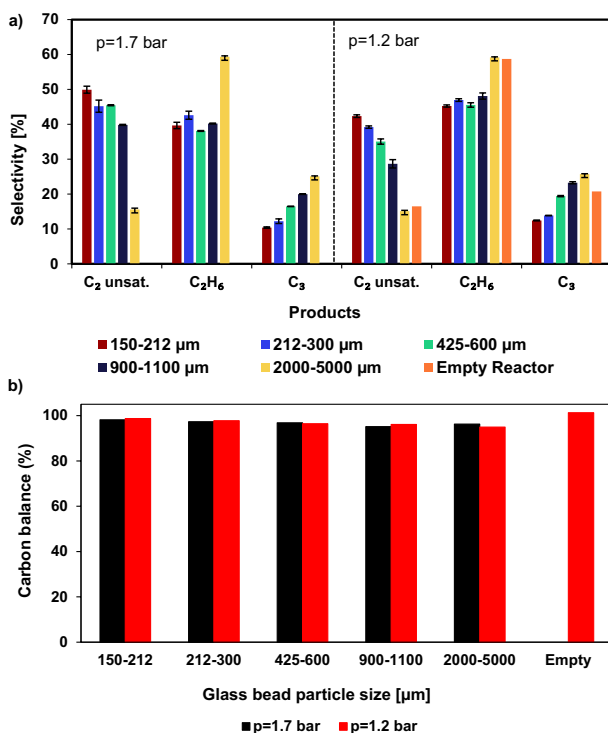 a)
p=1.7 bar
p=1.2 bar
Selectivity [%]
70
60
50
40
30
20
10
0
C₂ unsat.
C₂H₆
C₃
C₂ unsat.
C₂H₆
C₃
Products
150-212 µm
212-300 µm
425-600 µm
900-1100 µm
2000-5000 µm
Empty Reactor
b)
Carbon balance (%)
100
80
60
40
20
0
150-212
212-300
425-600
900-1100
2000-5000
Empty
Glass bead particle size [µm]
p=1.7 bar
p=1.2 bar